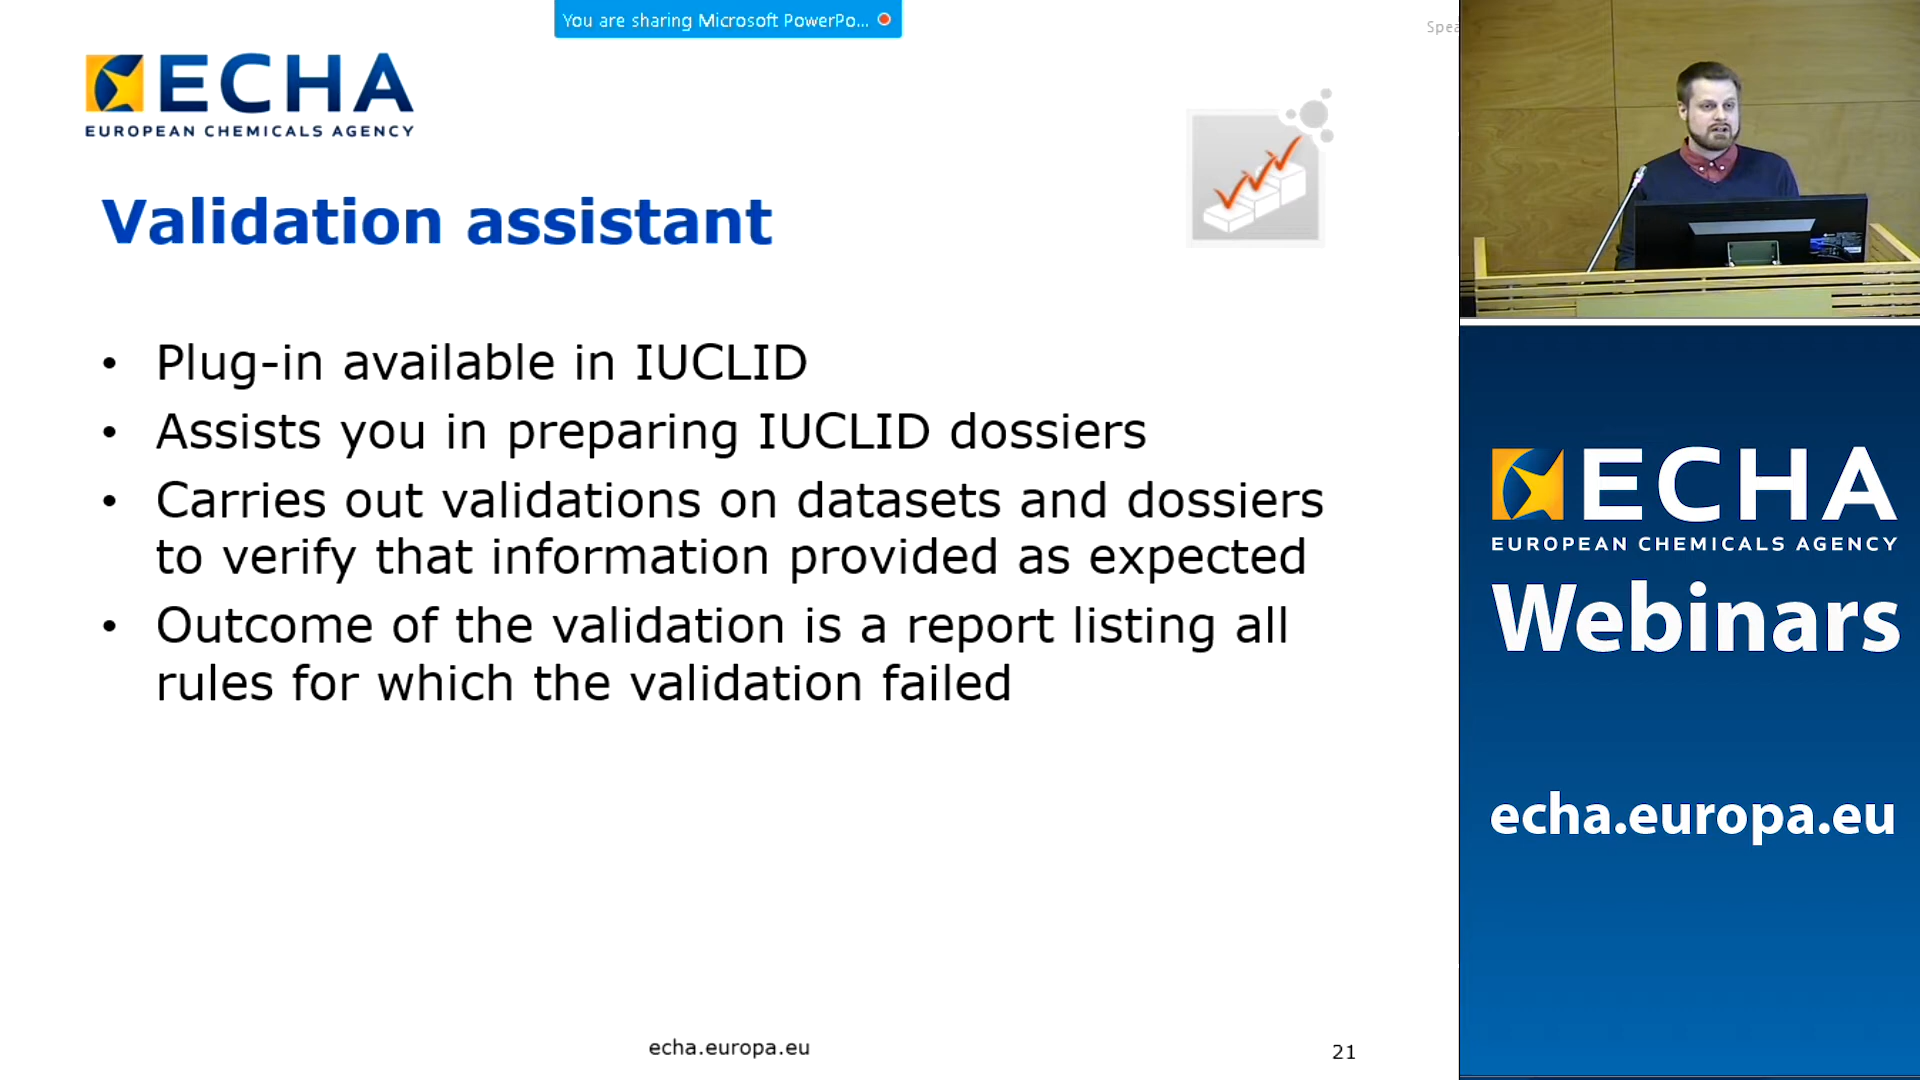 You are sharing Microsoft PowerPo...
ECHA
EUROPEAN CHEMICALS AGENCY
Validation assistant
• Plug-in available in IUCLID
• Assists you in preparing IUCLID dossiers
• Carries out validations on datasets and dossiers
to verify that information provided as expected
• Outcome of the validation is a report listing all
rules for which the validation failed
echa.europa.eu
21
ECHA
EUROPEAN CHEMICALS AGENCY
Webinars
echa.europa.eu